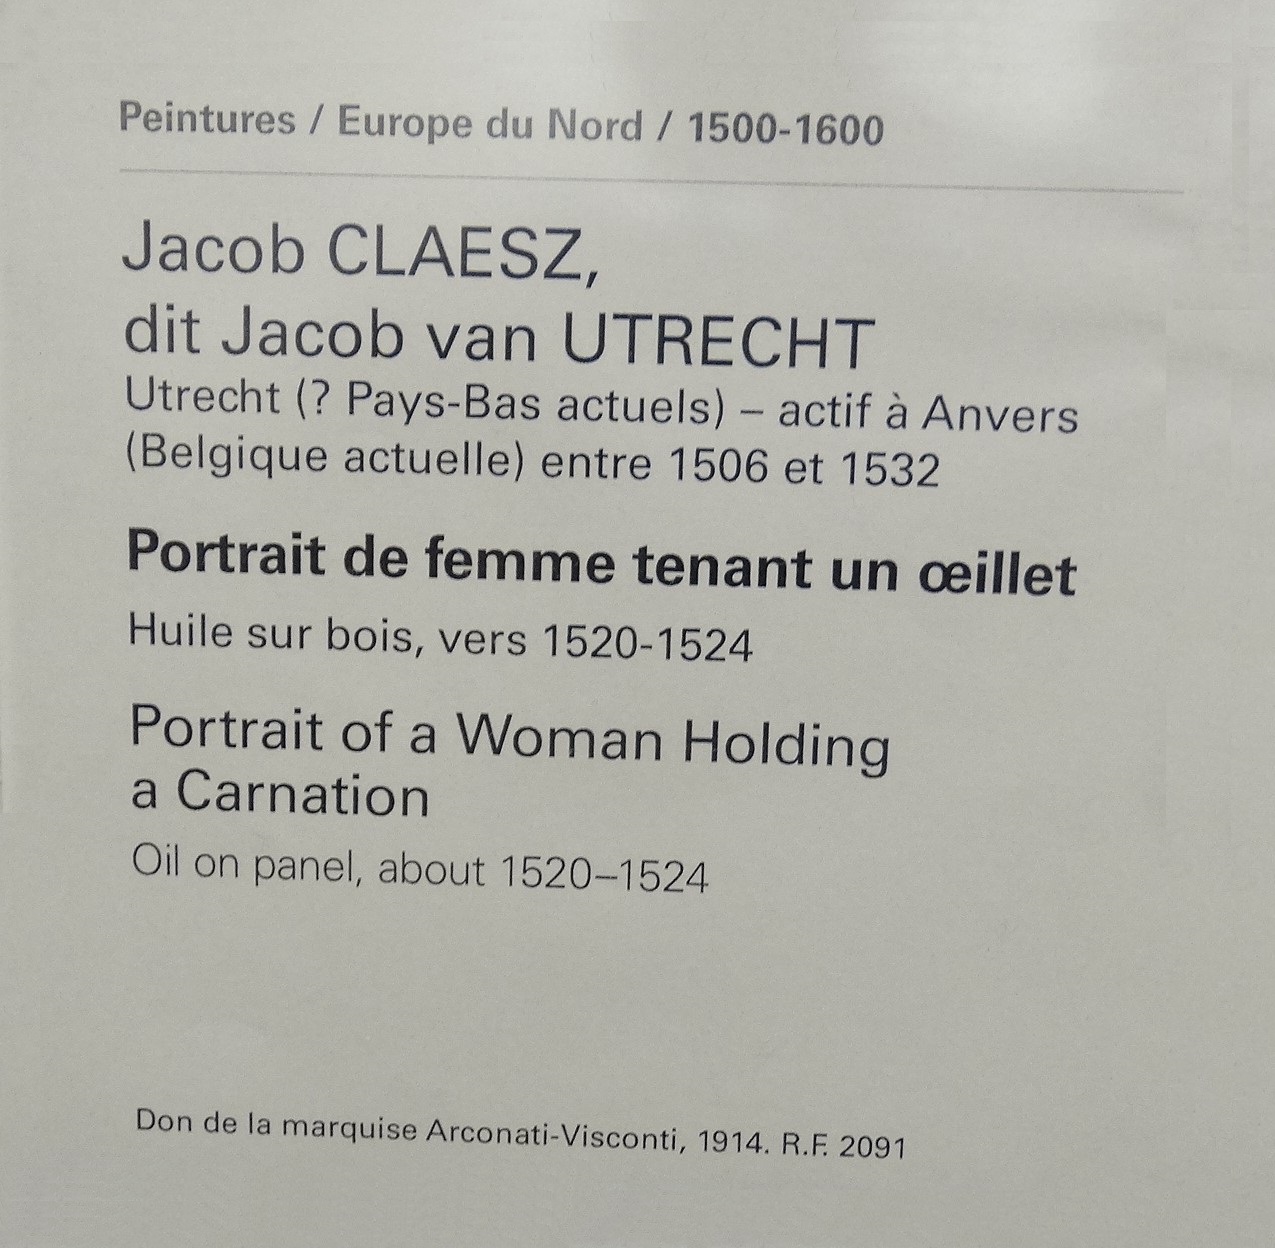 Peintures / Europe du Nord / 1500-1600
Jacob CLAESZ,
dit Jacob van UTRECHT
Utrecht (? Pays-Bas actuels) – actif à Anvers
(Belgique actuelle) entre 1506 et 1532
Portrait de femme tenant un œillet
Huile sur bois, vers 1520-1524
Portrait of a Woman Holding
a Carnation
Oil on panel, about 1520–1524
Don de la marquise Arconati-Visconti, 1914. R.F. 2091